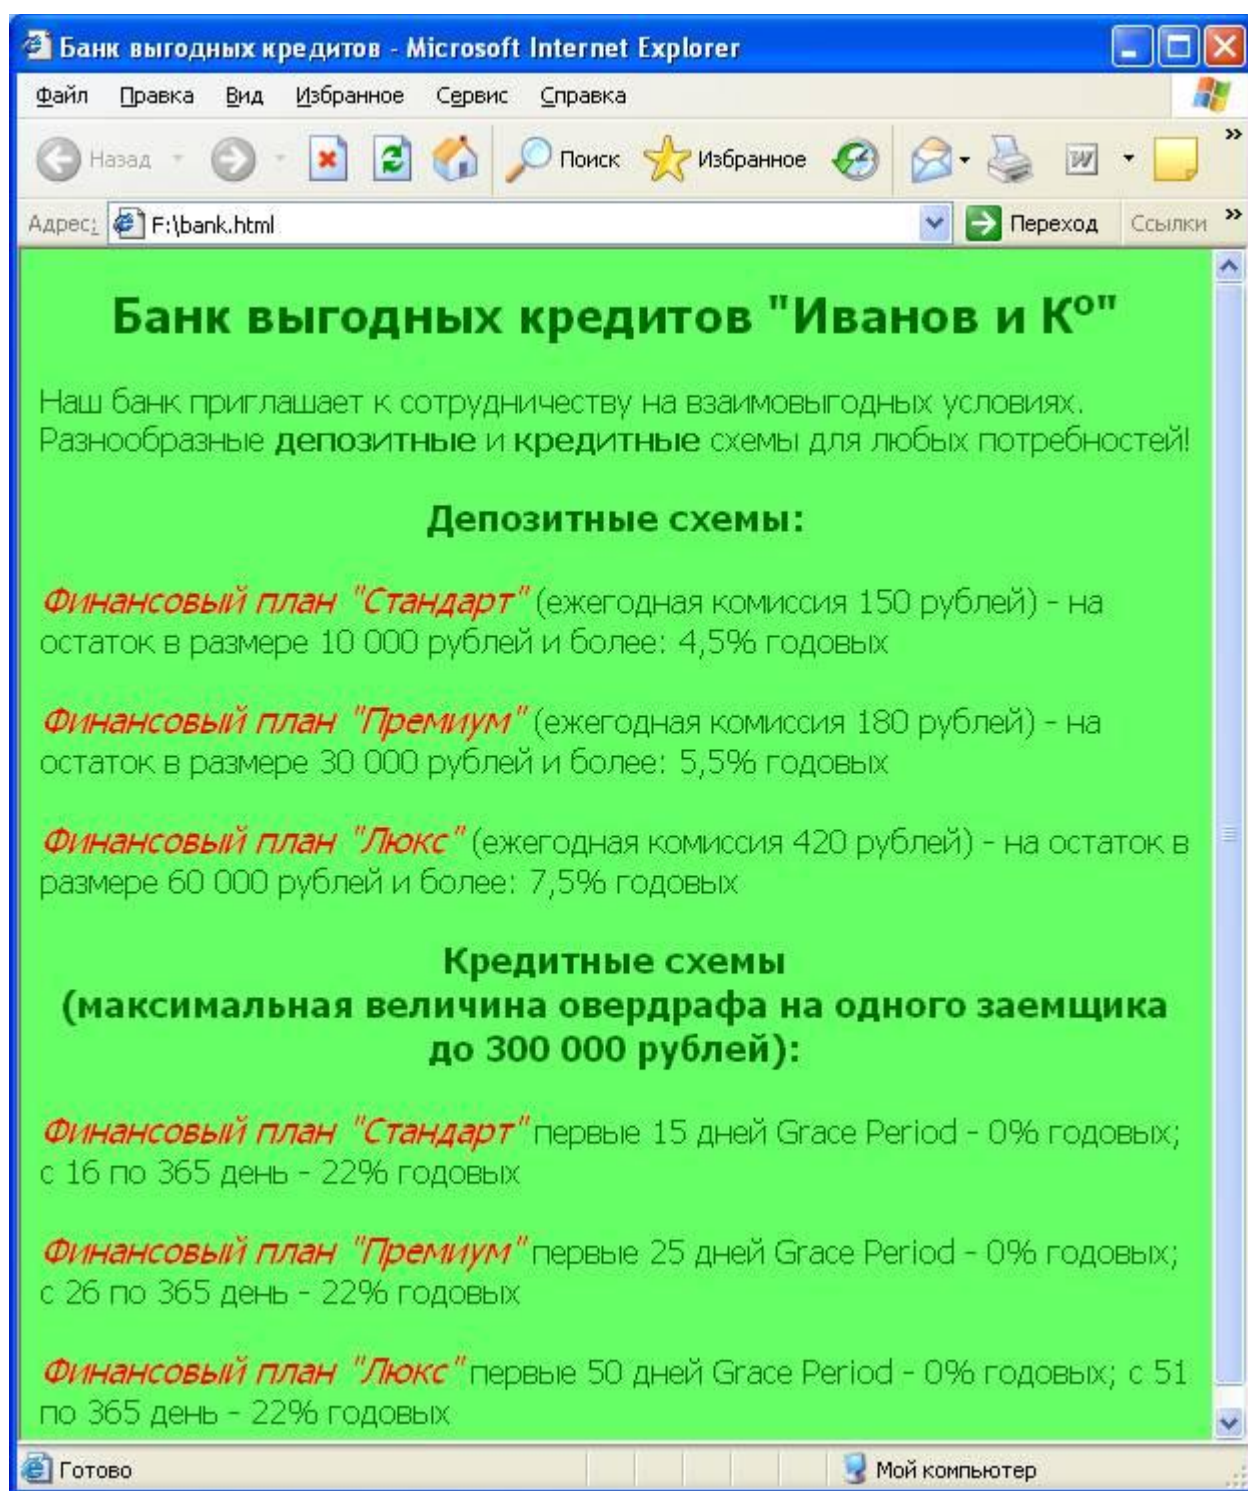 Банк выгодных кредитов - Microsoft Internet Explorer
Файл Правка Вид Избранное Сервис Справка
Назад Поиск Избранное W »
Адрес: F:\bank.html Переход Ссылки »
Банк выгодных кредитов "Иванов и Kº"
Наш банк приглашает к сотрудничеству на взаимовыгодных условиях.
Разнообразные депозитные и кредитные схемы для любых потребностей!
Депозитные схемы:
Финансовый план "Стандарт" (ежегодная комиссия 150 рублей) - на
остаток в размере 10 000 рублей и более: 4,5% годовых
Финансовый план "Премиум" (ежегодная комиссия 180 рублей) - на
остаток в размере 30 000 рублей и более: 5,5% годовых
Финансовый план "Люкс" (ежегодная комиссия 420 рублей) - на остаток в
размере 60 000 рублей и более: 7,5% годовых
Кредитные схемы
(максимальная величина овердрафа на одного заемщика
до 300 000 рублей):
Финансовый план "Стандарт" первые 15 дней Grace Period - 0% годовых;
с 16 по 365 день - 22% годовых
Финансовый план "Премиум" первые 25 дней Grace Period - 0% годовых;
с 26 по 365 день - 22% годовых
Финансовый план "Люкс" первые 50 дней Grace Period - 0% годовых; с 51
по 365 день - 22% годовых
Готово Мой компьютер